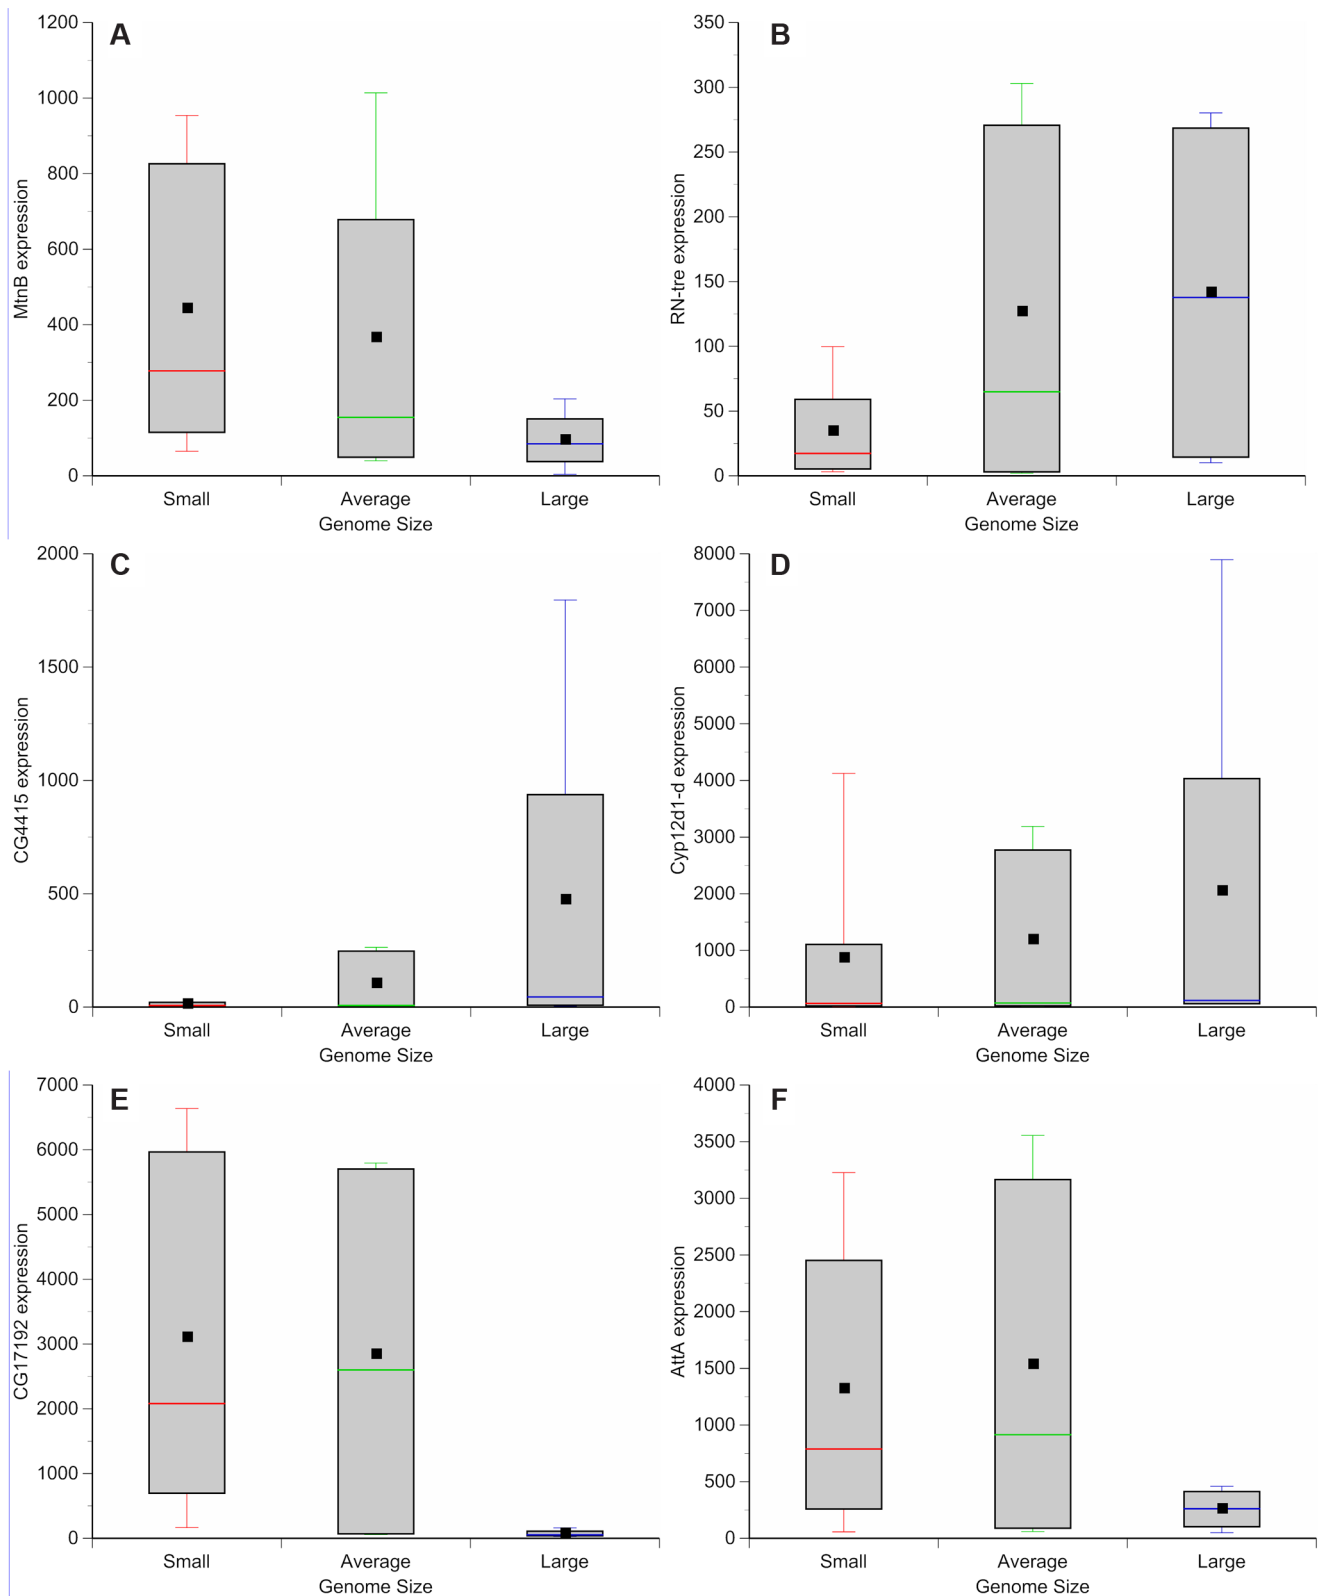 A
1200
1000
800
600
400
200
0
MtnB expression
Small Average Large
Genome Size
B
350
300
250
200
150
100
50
0
RN-tre expression
Small Average Large
Genome Size
C
2000
1500
1000
500
0
CG4415 expression
Small Average Large
Genome Size
D
8000
7000
6000
5000
4000
3000
2000
1000
0
Cyp12d1-d expression
Small Average Large
Genome Size
E
7000
6000
5000
4000
3000
2000
1000
0
CG17192 expression
Small Average Large
Genome Size
F
4000
3500
3000
2500
2000
1500
1000
500
0
AttA expression
Small Average Large
Genome Size